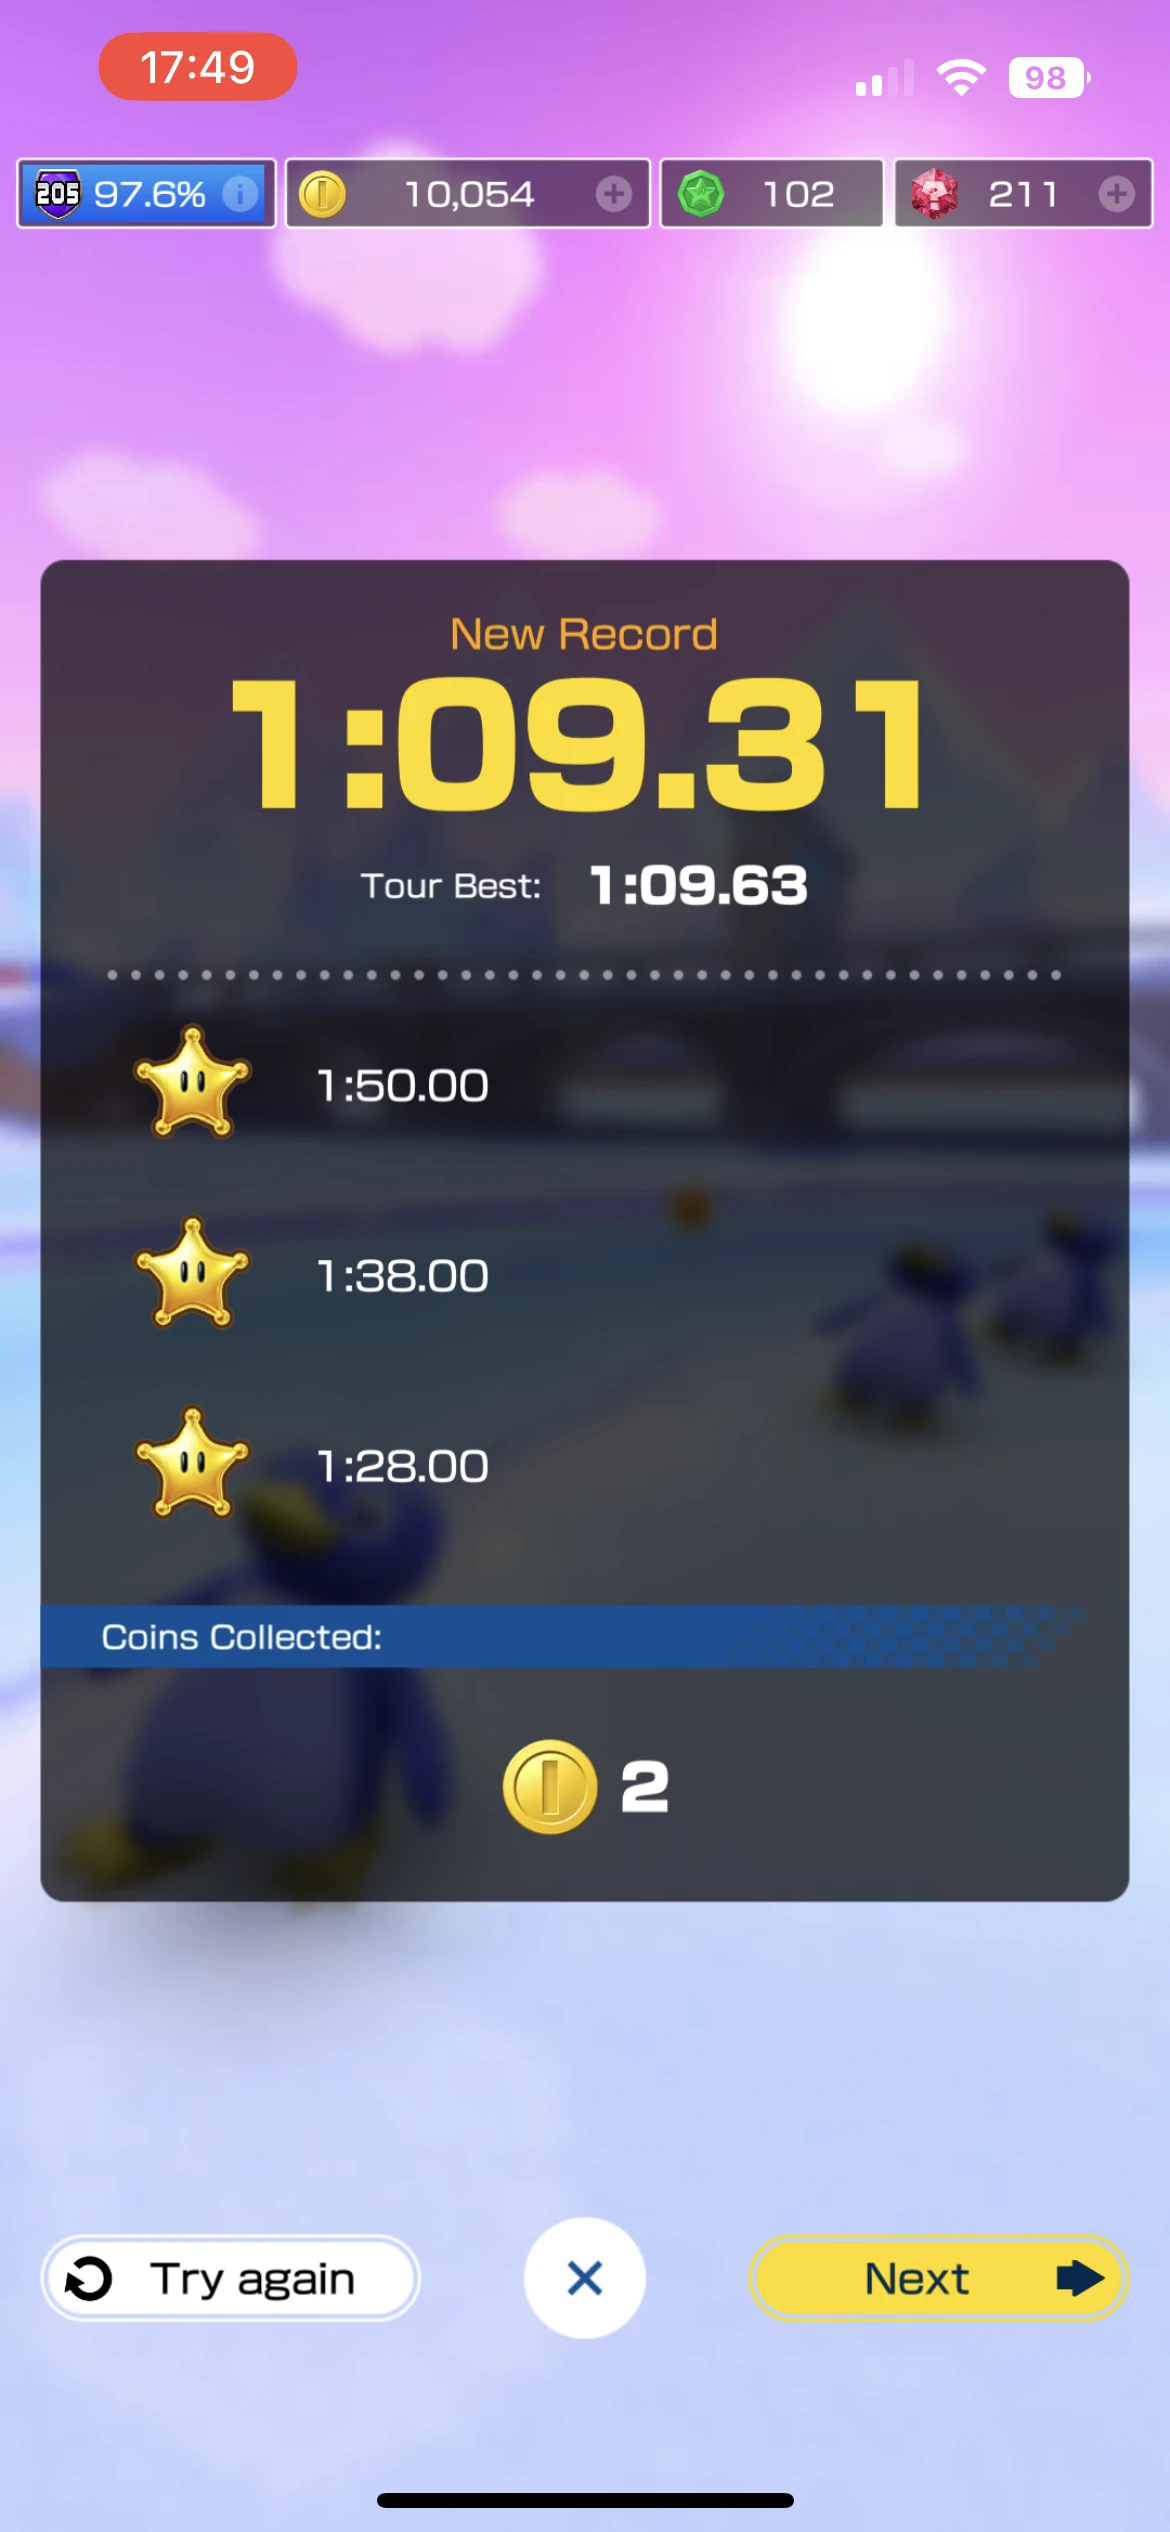 17:49
98
205 97.6% i 10,054 + 102 ? 211 +
New Record
1:09.31
Tour Best: 1:09.63
1:50.00
1:38.00
1:28.00
Coins Collected:
2
Try again
Next